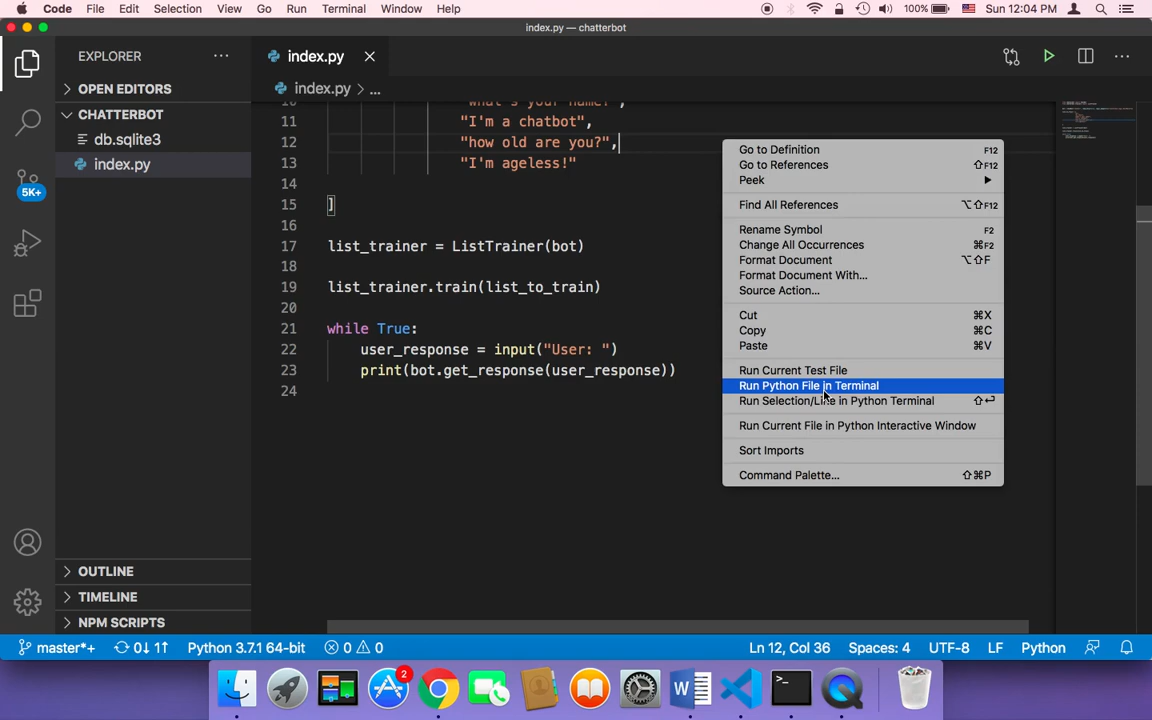 Code File Edit Selection View Go Run Terminal Window Help 100% Sun 12:04 PM
index.py — chatterbot
EXPLORER
index.py
OPEN EDITORS
index.py > ...
CHATTERBOT
db.sqlite3
index.py
10 "what's your name?",
11 "I'm a chatbot",
12 "how old are you?",
13 "I'm ageless!"
14
15 ]
16
17 list_trainer = ListTrainer(bot)
18
19 list_trainer.train(list_to_train)
20
21 while True:
22 user_response = input("User: ")
23 print(bot.get_response(user_response))
24
Go to Definition F12
Go to References ⇧F12
Peek ▶
Find All References ⌥⇧F12
Rename Symbol F2
Change All Occurrences ⌘F2
Format Document ⌥⇧F
Format Document With...
Source Action...
Cut ⌘X
Copy ⌘C
Paste ⌘V
Run Current Test File
Run Python File in Terminal
Run Selection/Line in Python Terminal ⇧⏎
Run Current File in Python Interactive Window
Sort Imports
Command Palette... ⇧⌘P
5K+
OUTLINE
TIMELINE
NPM SCRIPTS
master*+ 0↓ 1↑ Python 3.7.1 64-bit 0 0 Ln 12, Col 36 Spaces: 4 UTF-8 LF Python
2
W
>_